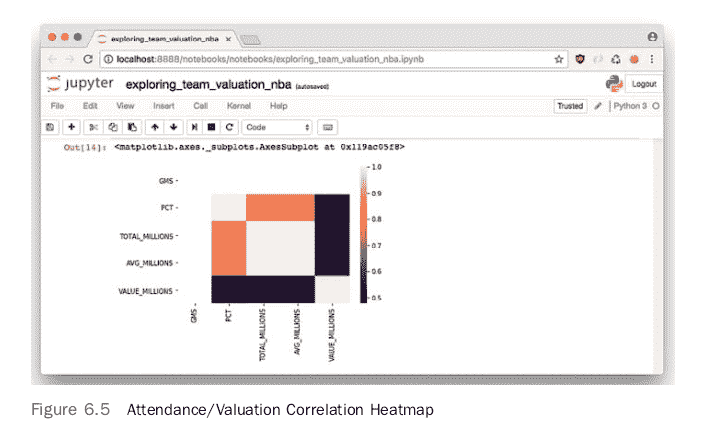 exploring_team_valuation_nba
localhost:8888/notebooks/notebooks/exploring_team_valuation_nba.ipynb
jupyter exploring_team_valuation_nba (autosaved)
Logout
File Edit View Insert Cell Kernel Help
Trusted
Python 3
Code
Out[14]: <matplotlib.axes._subplots.AxesSubplot at 0x119ac05f8>
GMS
PCT
TOTAL_MILLIONS
AVG_MILLIONS
VALUE_MILLIONS
GMS
PCT
TOTAL_MILLIONS
AVG_MILLIONS
VALUE_MILLIONS
1.0
0.9
0.8
0.7
0.6
0.5
Figure 6.5 Attendance/Valuation Correlation Heatmap